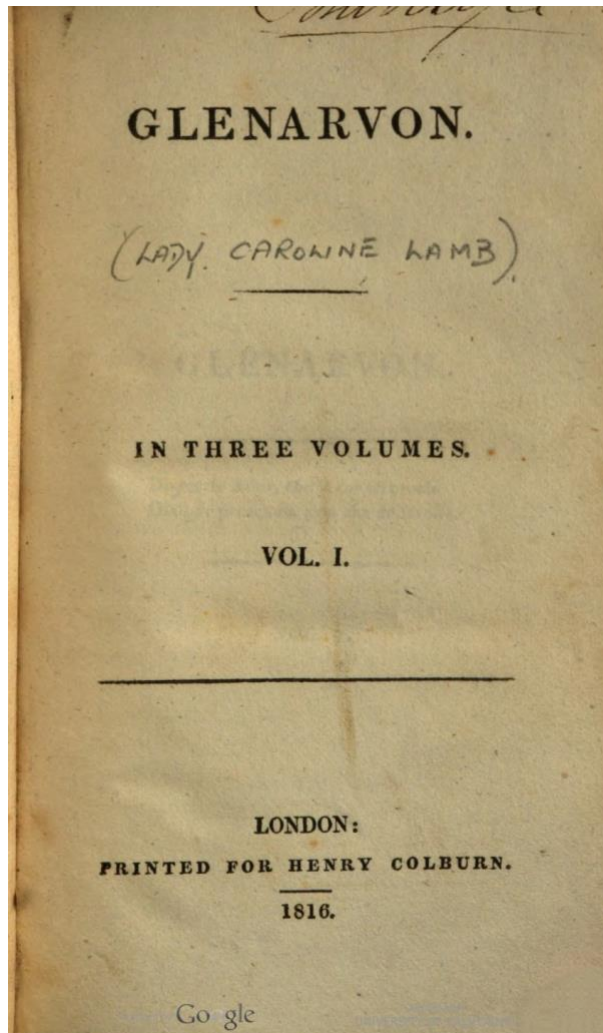 GLENARVON.
(LADY CAROLINE LAMB)
IN THREE VOLUMES.
VOL. I.
LONDON:
PRINTED FOR HENRY COLBURN.
1816.
Google